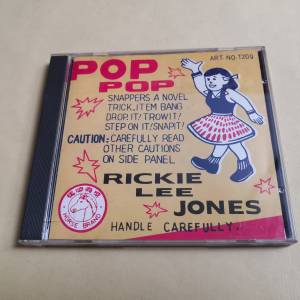 POP
ART. NO. T209
POP
SNAPPERS A NOVEL
TRICK, ITEM BANG
DROP IT! TROW IT!
STEP ON IT! SNAP IT!
CAUTION: CAREFULLY READ
OTHER CAUTIONS
ON SIDE PANEL
RICKIE
LEE
JONES
HORSE BRAND
HANDLE CAREFULLY.